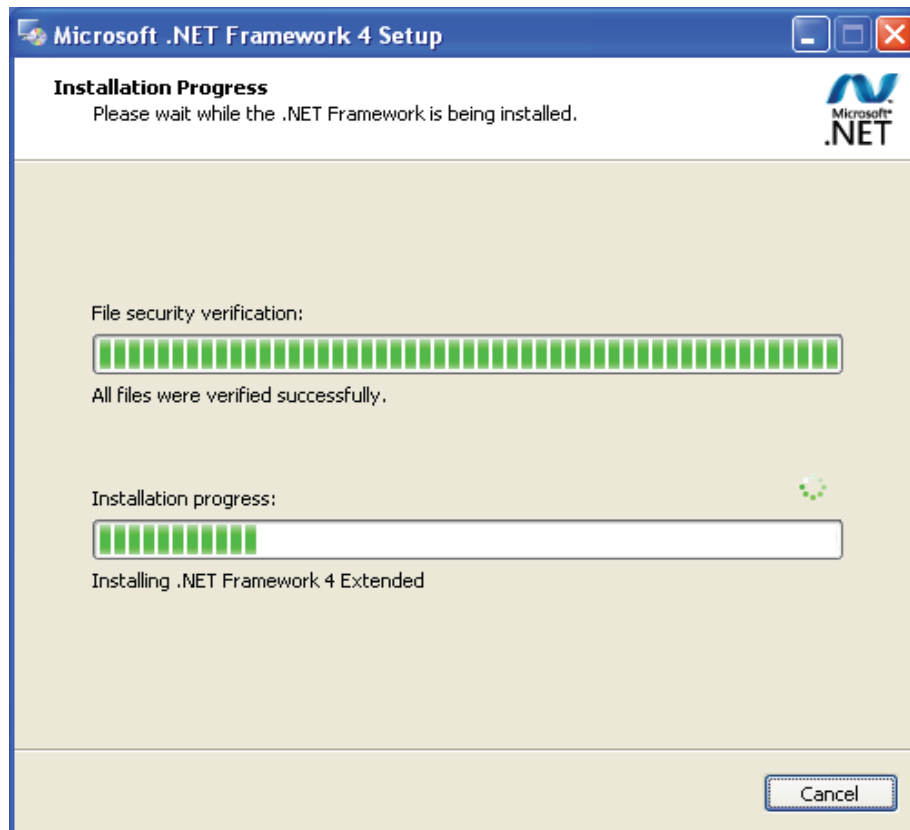 Microsoft .NET Framework 4 Setup
Installation Progress
Please wait while the .NET Framework is being installed.
Microsoft®
.NET
File security verification:
All files were verified successfully.
Installation progress:
Installing .NET Framework 4 Extended
Cancel